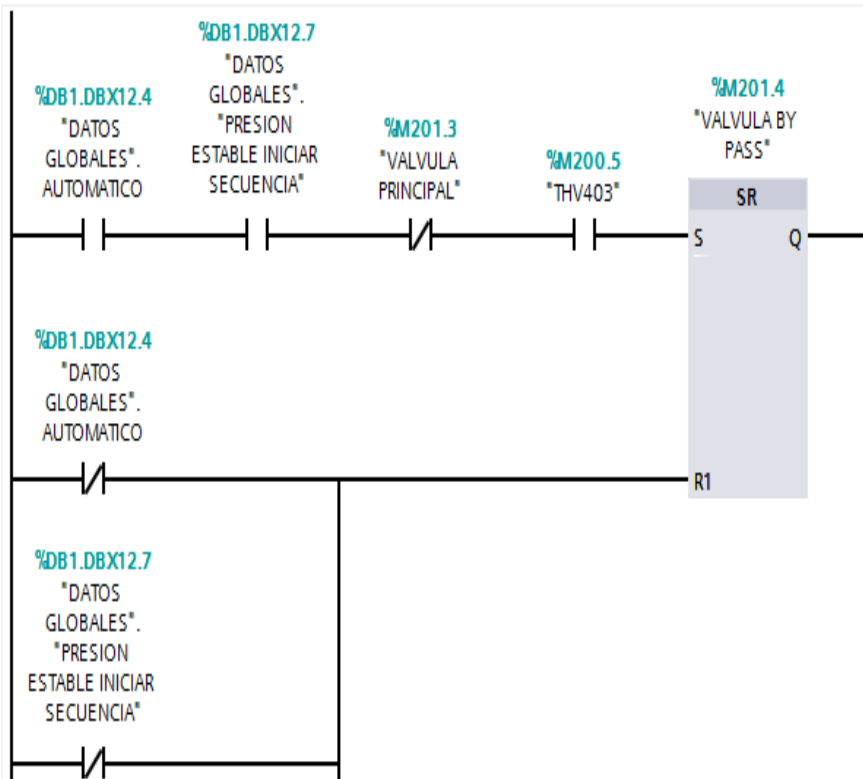 %DB1.DBX12.4
"DATOS
GLOBALES".
AUTOMATICO
%DB1.DBX12.7
"DATOS
GLOBALES".
"PRESION
ESTABLE INICIAR
SECUENCIA"
%M201.3
"VALVULA
PRINCIPAL"
%M200.5
"THV403"
%M201.4
"VALVULA BY
PASS"
SR
S
Q
%DB1.DBX12.4
"DATOS
GLOBALES".
AUTOMATICO
R1
%DB1.DBX12.7
"DATOS
GLOBALES".
"PRESION
ESTABLE INICIAR
SECUENCIA"